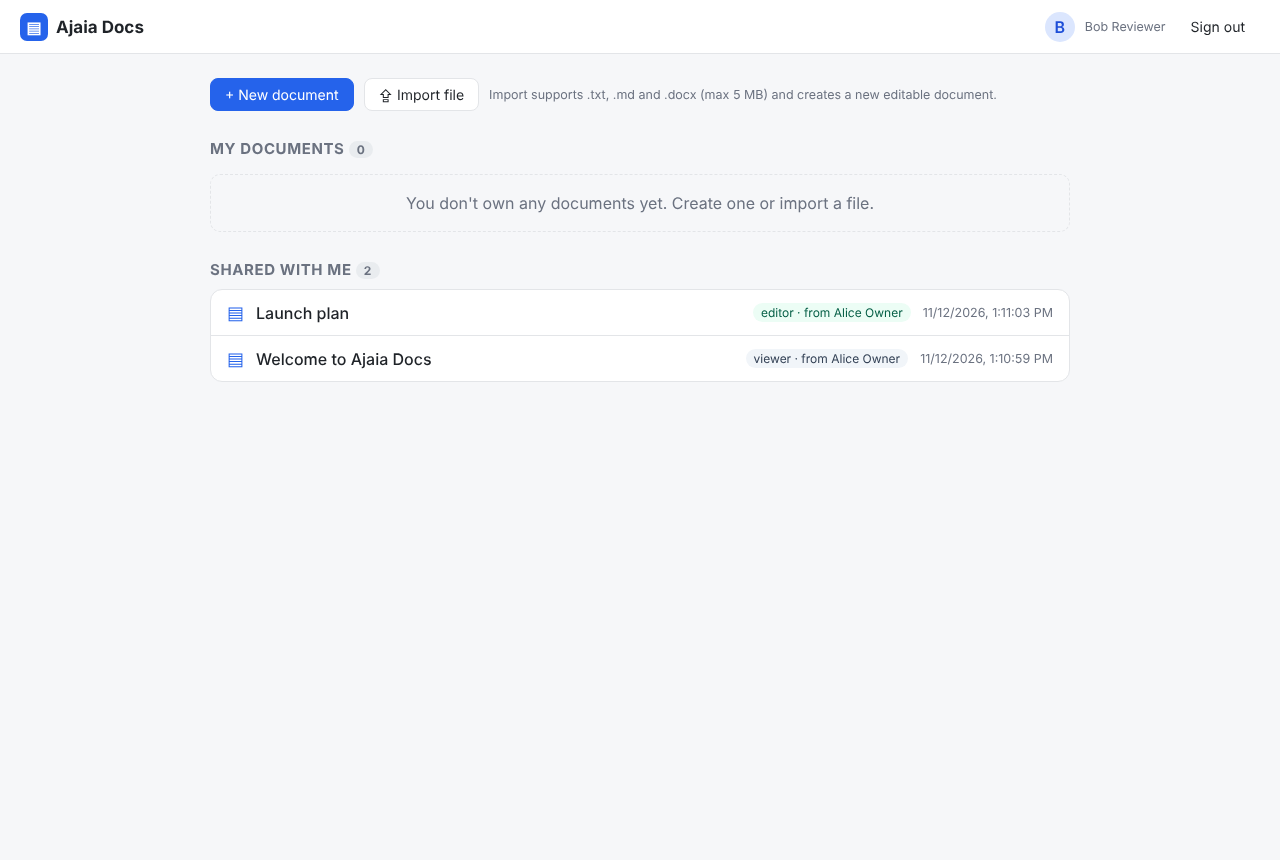 Ajaia Docs
B Bob Reviewer Sign out
+ New document ⇪ Import file Import supports .txt, .md and .docx (max 5 MB) and creates a new editable document.
MY DOCUMENTS 0
You don't own any documents yet. Create one or import a file.
SHARED WITH ME 2
Launch plan editor · from Alice Owner 11/12/2026, 1:11:03 PM
Welcome to Ajaia Docs viewer · from Alice Owner 11/12/2026, 1:10:59 PM